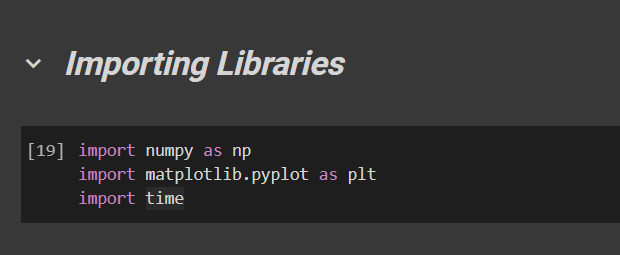 Importing Libraries
[19] import numpy as np
import matplotlib.pyplot as plt
import time